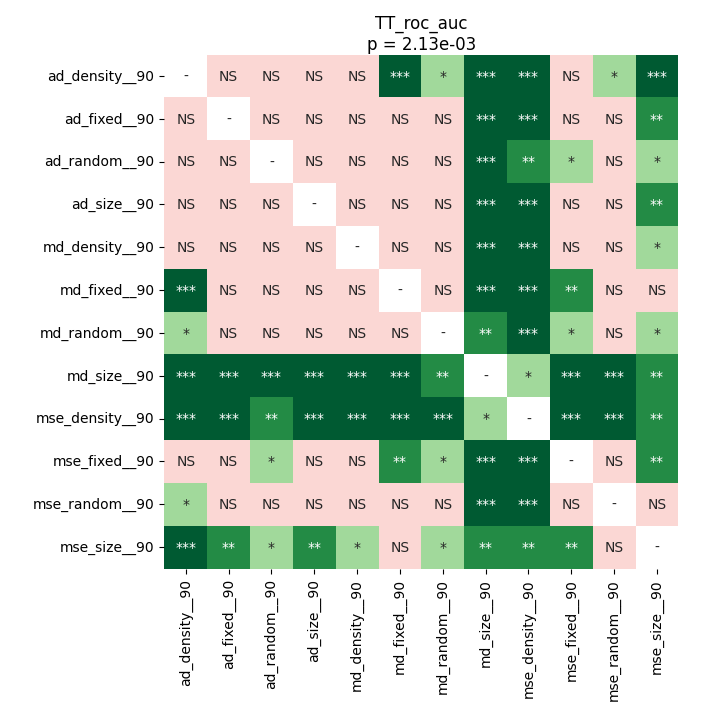 TT_roc_auc
p = 2.13e-03
ad_density__90 - NS NS NS NS *** * *** *** NS * ***
ad_fixed__90 NS - NS NS NS NS NS *** *** NS NS **
ad_random__90 NS NS - NS NS NS NS *** ** * NS *
ad_size__90 NS NS NS - NS NS NS *** *** NS NS **
md_density__90 NS NS NS NS - NS NS *** *** NS NS *
md_fixed__90 *** NS NS NS NS - NS *** *** ** NS NS
md_random__90 * NS NS NS NS NS - ** *** * NS *
md_size__90 *** *** *** *** *** *** ** - * *** *** **
mse_density__90 *** *** ** *** *** *** *** * - *** *** **
mse_fixed__90 NS NS * NS NS ** * *** *** - NS **
mse_random__90 * NS NS NS NS NS NS *** *** NS - NS
mse_size__90 *** ** * ** * NS * ** ** ** NS -
ad_density__90
ad_fixed__90
ad_random__90
ad_size__90
md_density__90
md_fixed__90
md_random__90
md_size__90
mse_density__90
mse_fixed__90
mse_random__90
mse_size__90